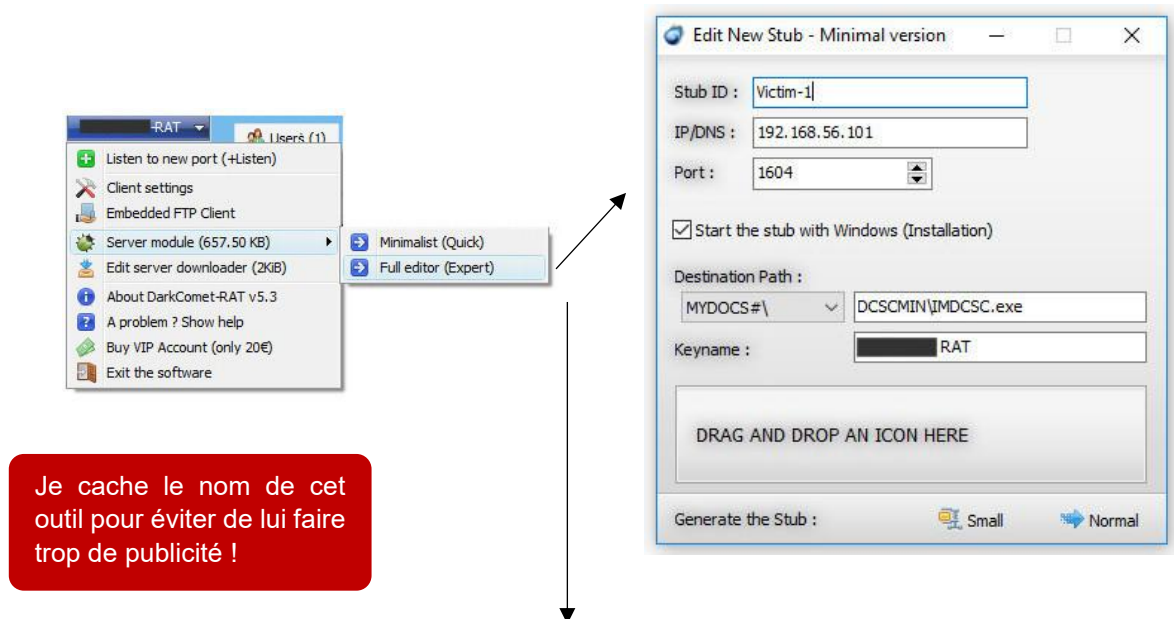 -RAT
Users (1)
Listen to new port (+Listen)
Client settings
Embedded FTP Client
Server module (657.50 KB)
Edit server downloader (2KiB)
About DarkComet-RAT v5.3
A problem ? Show help
Buy VIP Account (only 20€)
Exit the software
Minimalist (Quick)
Full editor (Expert)
Je cache le nom de cet
outil pour éviter de lui faire
trop de publicité !
Edit New Stub - Minimal version
Stub ID : Victim-1
IP/DNS : 192.168.56.101
Port : 1604
Start the stub with Windows (Installation)
Destination Path :
MYDOCS#\ DCSCMIN\IMDCSC.exe
Keyname : RAT
DRAG AND DROP AN ICON HERE
Generate the Stub : Small Normal